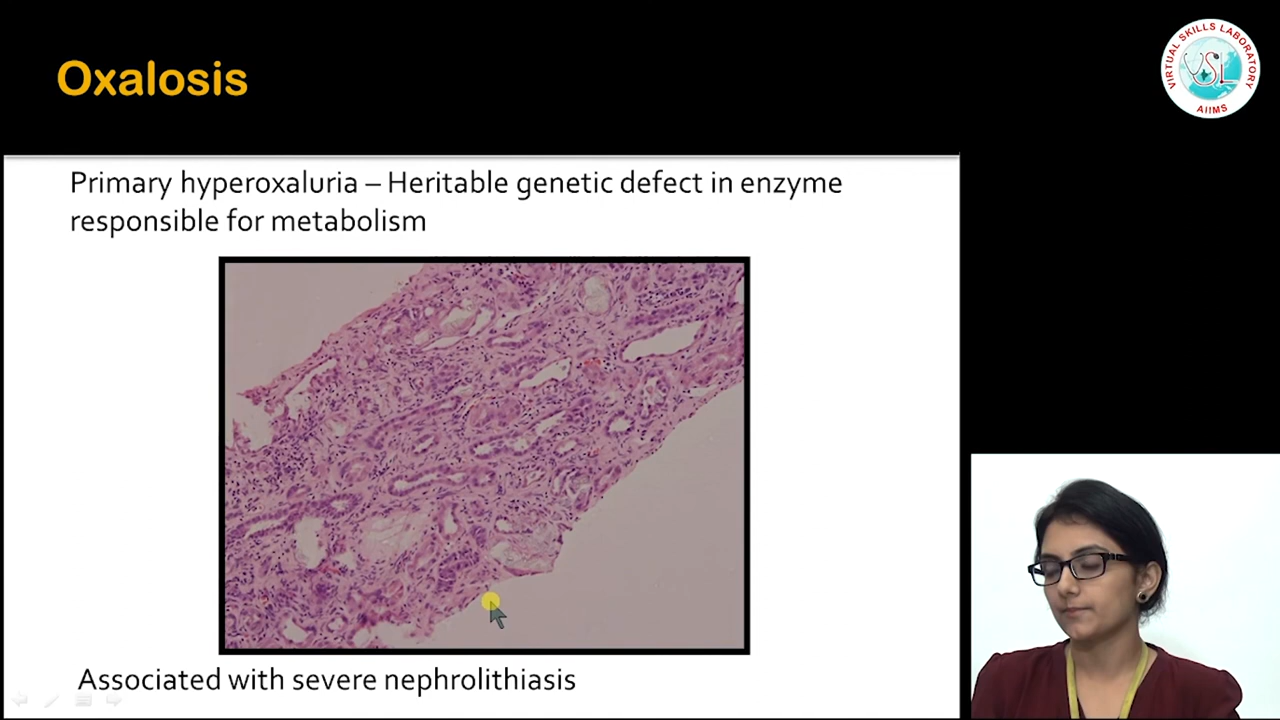 Oxalosis
VIRTUAL SKILLS LABORATORY
VSL
AIIMS
Primary hyperoxaluria – Heritable genetic defect in enzyme
responsible for metabolism
Associated with severe nephrolithiasis